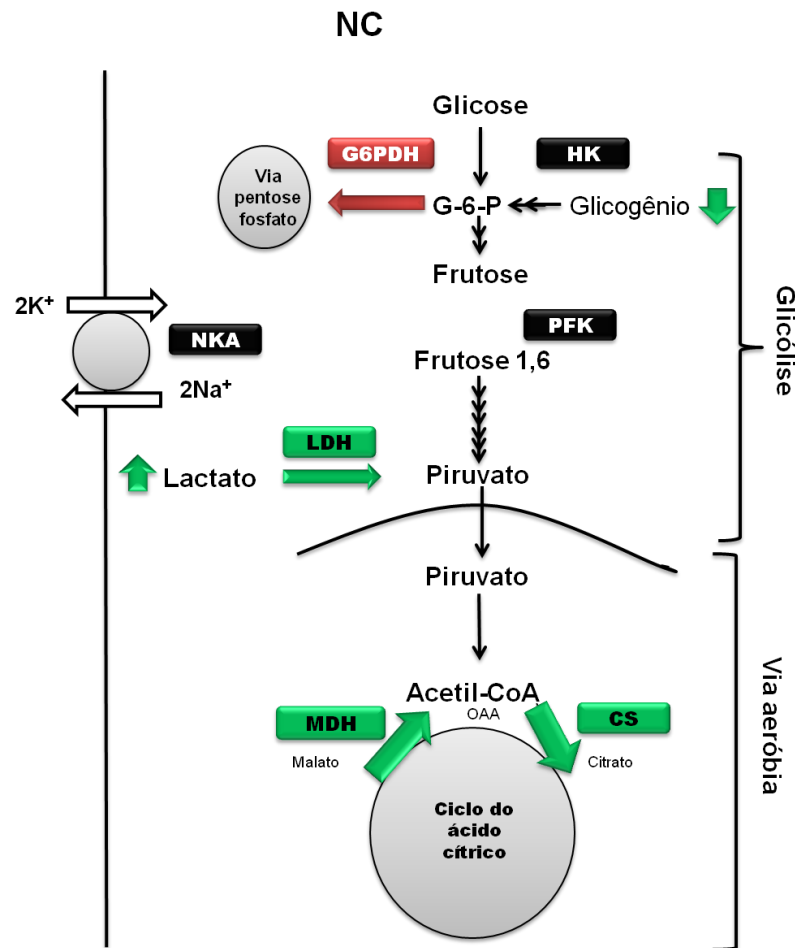 NC
Glicose
G6PDH
HK
Via
pentose
fosfato
G-6-P
Glicogênio
Frutose
2K⁺
NKA
PFK
Frutose 1,6
2Na⁺
LDH
Lactato
Piruvato
Glicólise
Piruvato
Acetil-CoA
OAA
MDH
CS
Malato
Citrato
Ciclo do
ácido
cítrico
Via aeróbia